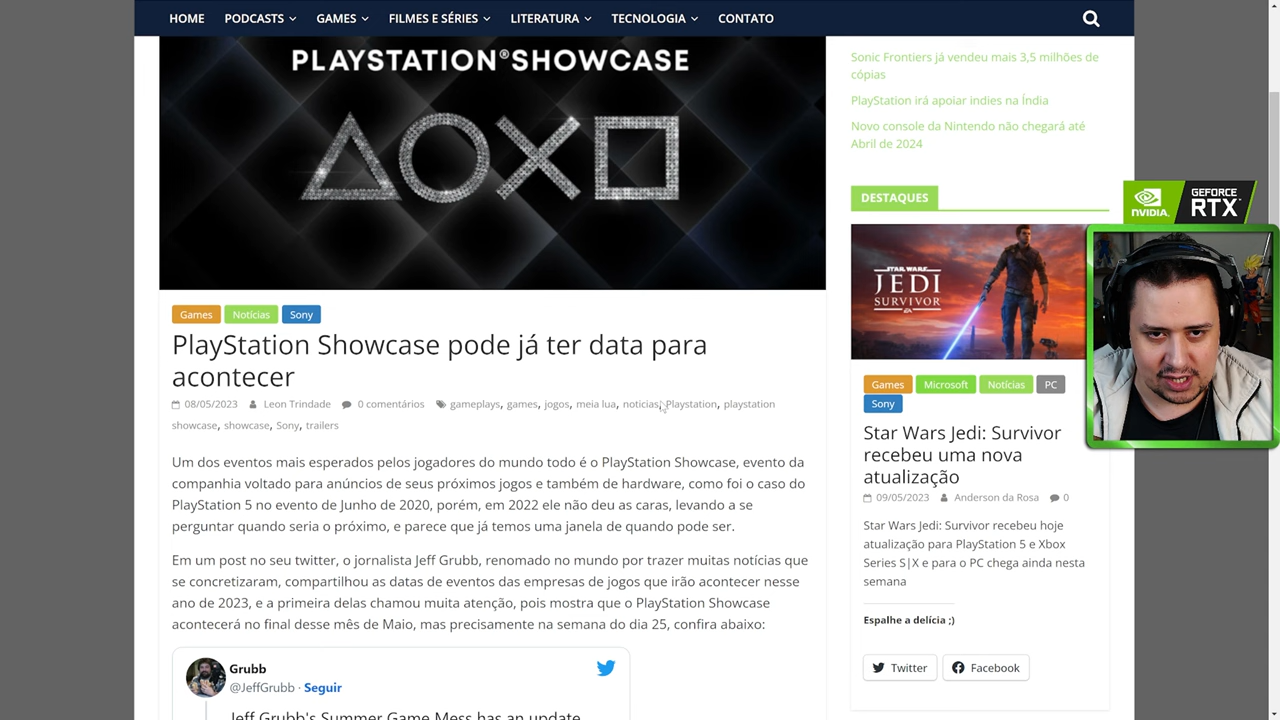 HOME PODCASTS GAMES FILMES E SÉRIES LITERATURA TECNOLOGIA CONTATO
PLAYSTATION®SHOWCASE
Games Notícias Sony
PlayStation Showcase pode já ter data para
acontecer
08/05/2023 Leon Trindade 0 comentários gameplays, games, jogos, meia lua, noticias, Playstation, playstation
showcase, showcase, Sony, trailers
Um dos eventos mais esperados pelos jogadores do mundo todo é o PlayStation Showcase, evento da
companhia voltado para anúncios de seus próximos jogos e também de hardware, como foi o caso do
PlayStation 5 no evento de Junho de 2020, porém, em 2022 ele não deu as caras, levando a se
perguntar quando seria o próximo, e parece que já temos uma janela de quando pode ser.
Em um post no seu twitter, o jornalista Jeff Grubb, renomado no mundo por trazer muitas notícias que
se concretizaram, compartilhou as datas de eventos das empresas de jogos que irão acontecer nesse
ano de 2023, e a primeira delas chamou muita atenção, pois mostra que o PlayStation Showcase
acontecerá no final desse mês de Maio, mas precisamente na semana do dia 25, confira abaixo:
Grubb
@JeffGrubb · Seguir
Jeff Grubb's Summer Game Mess has an update
Sonic Frontiers já vendeu mais 3,5 milhões de
cópias
PlayStation irá apoiar indies na Índia
Novo console da Nintendo não chegará até
Abril de 2024
DESTAQUES
STAR WARS
JEDI
SURVIVOR
EA
Games Microsoft Notícias PC
Sony
Star Wars Jedi: Survivor
recebeu uma nova
atualização
09/05/2023 Anderson da Rosa 0
Star Wars Jedi: Survivor recebeu hoje
atualização para PlayStation 5 e Xbox
Series S|X e para o PC chega ainda nesta
semana
Espalhe a delícia ;)
Twitter Facebook
NVIDIA.
GEFORCE
RTX